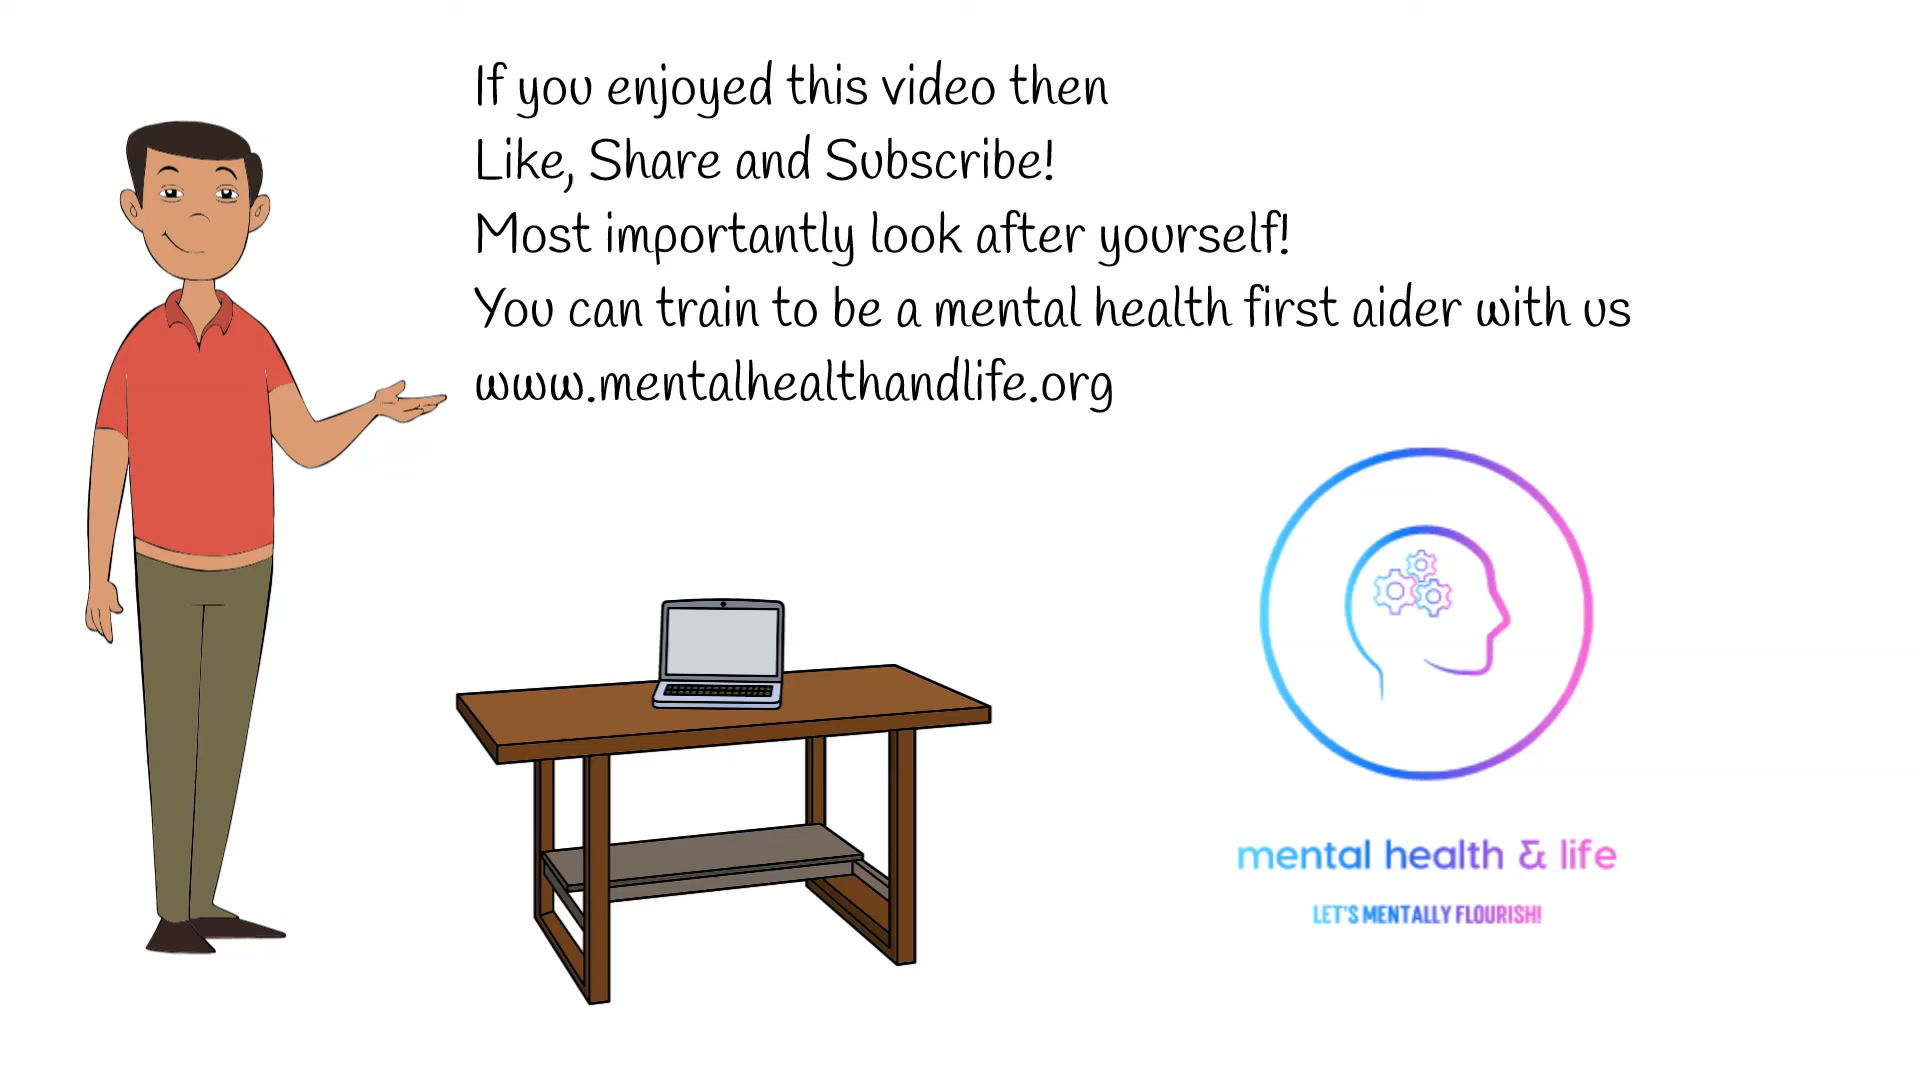 If you enjoyed this video then
Like, Share and Subscribe!
Most importantly look after yourself!
You can train to be a mental health first aider with us
www.mentalhealthandlife.org
mental health & life
LET'S MENTALLY FLOURISH!